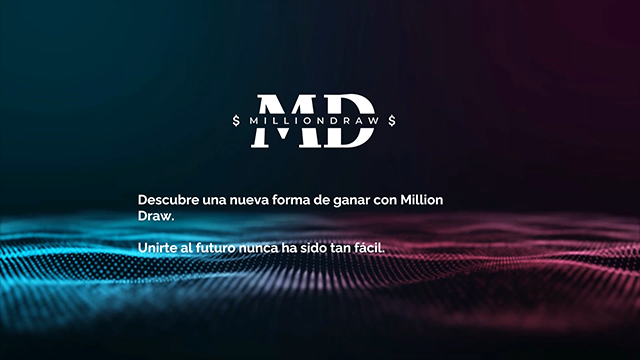 MD
$ MILLIONDRAW $
Descubre una nueva forma de ganar con Million
Draw.
Unirte al futuro nunca ha sido tan fácil.